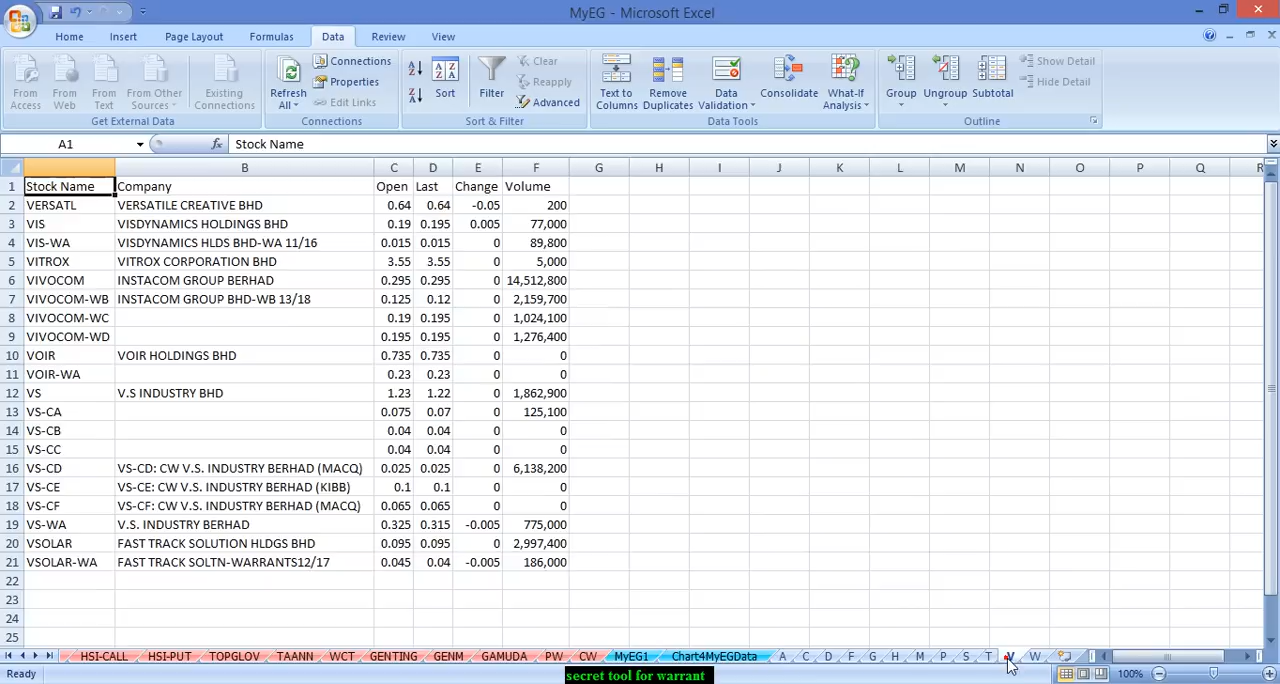 MyEG - Microsoft Excel
Home Insert Page Layout Formulas Data Review View
From Access
From Web
From Text
From Other Sources
Existing Connections
Get External Data
Refresh All
Connections
Properties
Edit Links
Connections
Sort
Filter
Clear
Reapply
Advanced
Sort & Filter
Text to Columns
Remove Duplicates
Data Validation
Consolidate
What-If Analysis
Data Tools
Group
Ungroup
Subtotal
Show Detail
Hide Detail
Outline
A1 fx Stock Name
A Z Z A
B C D E F G H I J K L M N O P Q R
1 Stock Name Company Open Last Change Volume
2 VERSATL VERSATILE CREATIVE BHD 0.64 0.64 -0.05 200
3 VIS VISDYNAMICS HOLDINGS BHD 0.19 0.195 0.005 77,000
4 VIS-WA VISDYNAMICS HLDS BHD-WA 11/16 0.015 0.015 0 89,800
5 VITROX VITROX CORPORATION BHD 3.55 3.55 0 5,000
6 VIVOCOM INSTACOM GROUP BERHAD 0.295 0.295 0 14,512,800
7 VIVOCOM-WB INSTACOM GROUP BHD-WB 13/18 0.125 0.12 0 2,159,700
8 VIVOCOM-WC 0.19 0.195 0 1,024,100
9 VIVOCOM-WD 0.195 0.195 0 1,276,400
10 VOIR VOIR HOLDINGS BHD 0.735 0.735 0 0
11 VOIR-WA 0.23 0.23 0 0
12 VS V.S INDUSTRY BHD 1.23 1.22 0 1,862,900
13 VS-CA 0.075 0.07 0 125,100
14 VS-CB 0.04 0.04 0 0
15 VS-CC 0.04 0.04 0 0
16 VS-CD VS-CD: CW V.S. INDUSTRY BERHAD (MACQ) 0.025 0.025 0 6,138,200
17 VS-CE VS-CE: CW V.S. INDUSTRY BERHAD (KIBB) 0.1 0.1 0 0
18 VS-CF VS-CF: CW V.S. INDUSTRY BERHAD (MACQ) 0.065 0.065 0 0
19 VS-WA V.S. INDUSTRY BERHAD 0.325 0.315 -0.005 775,000
20 VSOLAR FAST TRACK SOLUTION HLDGS BHD 0.095 0.095 0 2,997,400
21 VSOLAR-WA FAST TRACK SOLTN-WARRANTS12/17 0.045 0.04 -0.005 186,000
22
23
24
25
HSI-CALL HSI-PUT TOPGLOV TAANN WCT GENTING GENM GAMUDA PW CW MyEG1 Chart4MyEGData A C D F G H M P S T V W
Ready 100%
secret tool for warrant